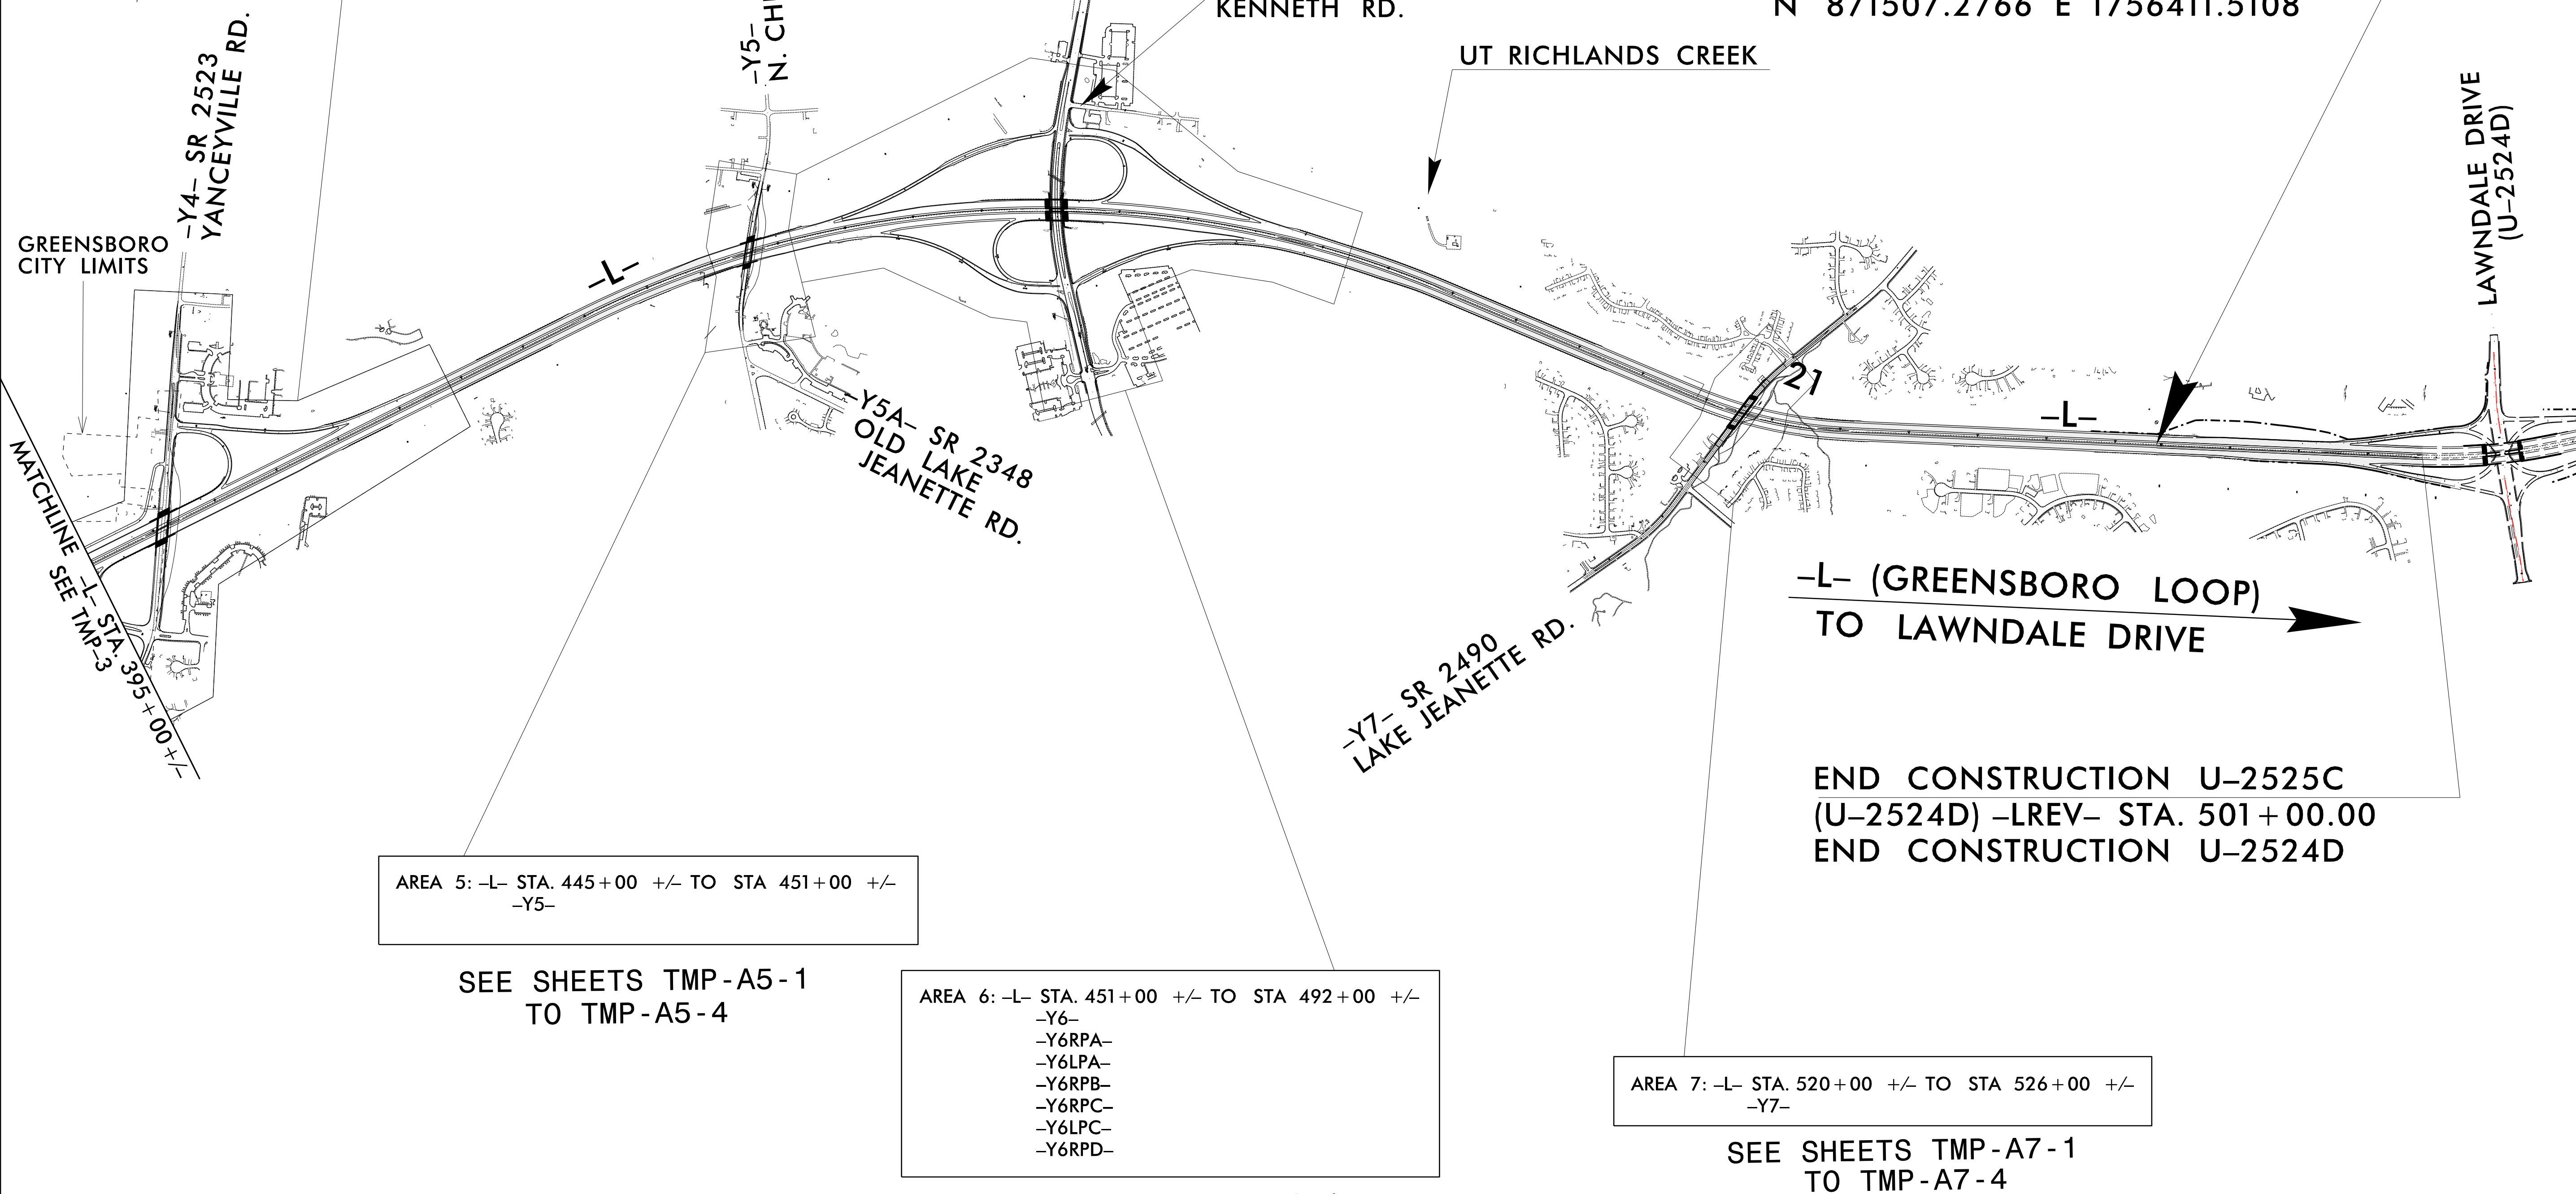 KENNETH RD.
N 871507.2766 E 1756411.5108
UT RICHLANDS CREEK
-Y4- SR 2523
YANCEYVILLE RD.
-Y5-
LAWNDALE DRIVE
(U-2524D)
GREENSBORO
CITY LIMITS
-L-
21
-L-
-Y5A- SR 2348
OLD LAKE
JEANETTE RD.
MATCHLINE -L- STA. 395+00 +/-
SEE TMP-3
-L- (GREENSBORO LOOP)
TO LAWNDALE DRIVE
-Y7- SR 2490
LAKE JEANETTE RD.
END CONSTRUCTION U-2525C
(U-2524D) -LREV- STA. 501+00.00
END CONSTRUCTION U-2524D
AREA 5: -L- STA. 445+00 +/- TO STA 451+00 +/-
-Y5-
SEE SHEETS TMP-A5-1
TO TMP-A5-4
AREA 6: -L- STA. 451+00 +/- TO STA 492+00 +/-
-Y6-
-Y6RPA-
-Y6LPA-
-Y6RPB-
-Y6RPC-
-Y6LPC-
-Y6RPD-
AREA 7: -L- STA. 520+00 +/- TO STA 526+00 +/-
-Y7-
SEE SHEETS TMP-A7-1
TO TMP-A7-4